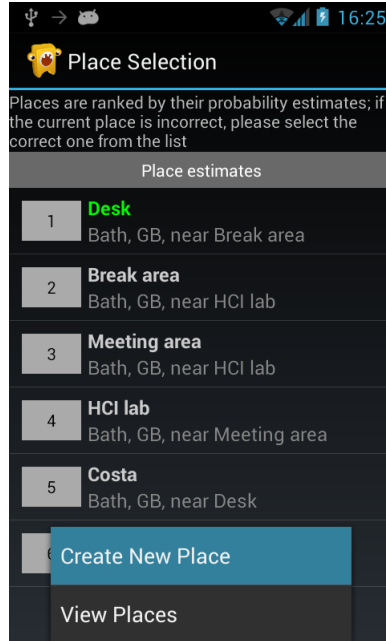 16:25
Place Selection
Places are ranked by their probability estimates; if
the current place is incorrect, please select the
correct one from the list
Place estimates
1
Desk
Bath, GB, near Break area
2
Break area
Bath, GB, near HCI lab
3
Meeting area
Bath, GB, near HCI lab
4
HCI lab
Bath, GB, near Meeting area
5
Costa
Bath, GB, near Desk
6
Create New Place
View Places